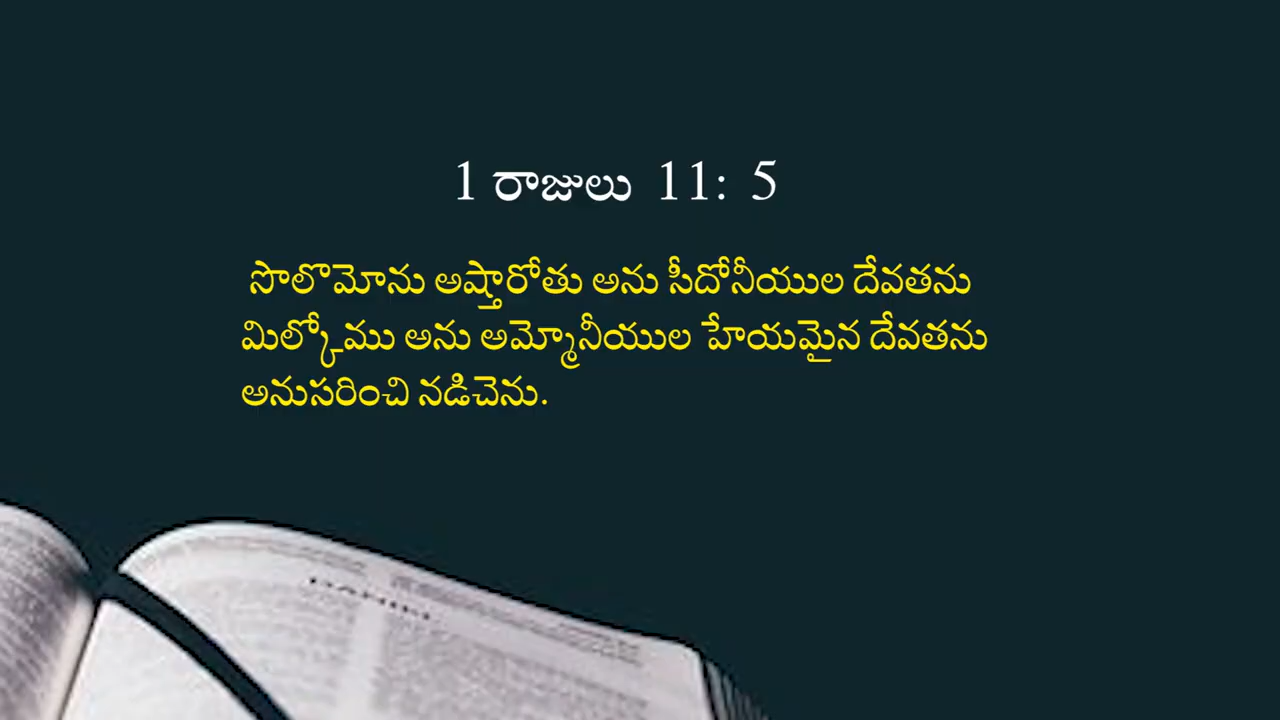 1 రాజులు 11: 5
సొలొమోను అష్తారోతు అను సీదోనీయుల దేవతను
మిల్కోము అను అమ్మోనీయుల హేయమైన దేవతను
అనుసరించి నడిచెను.